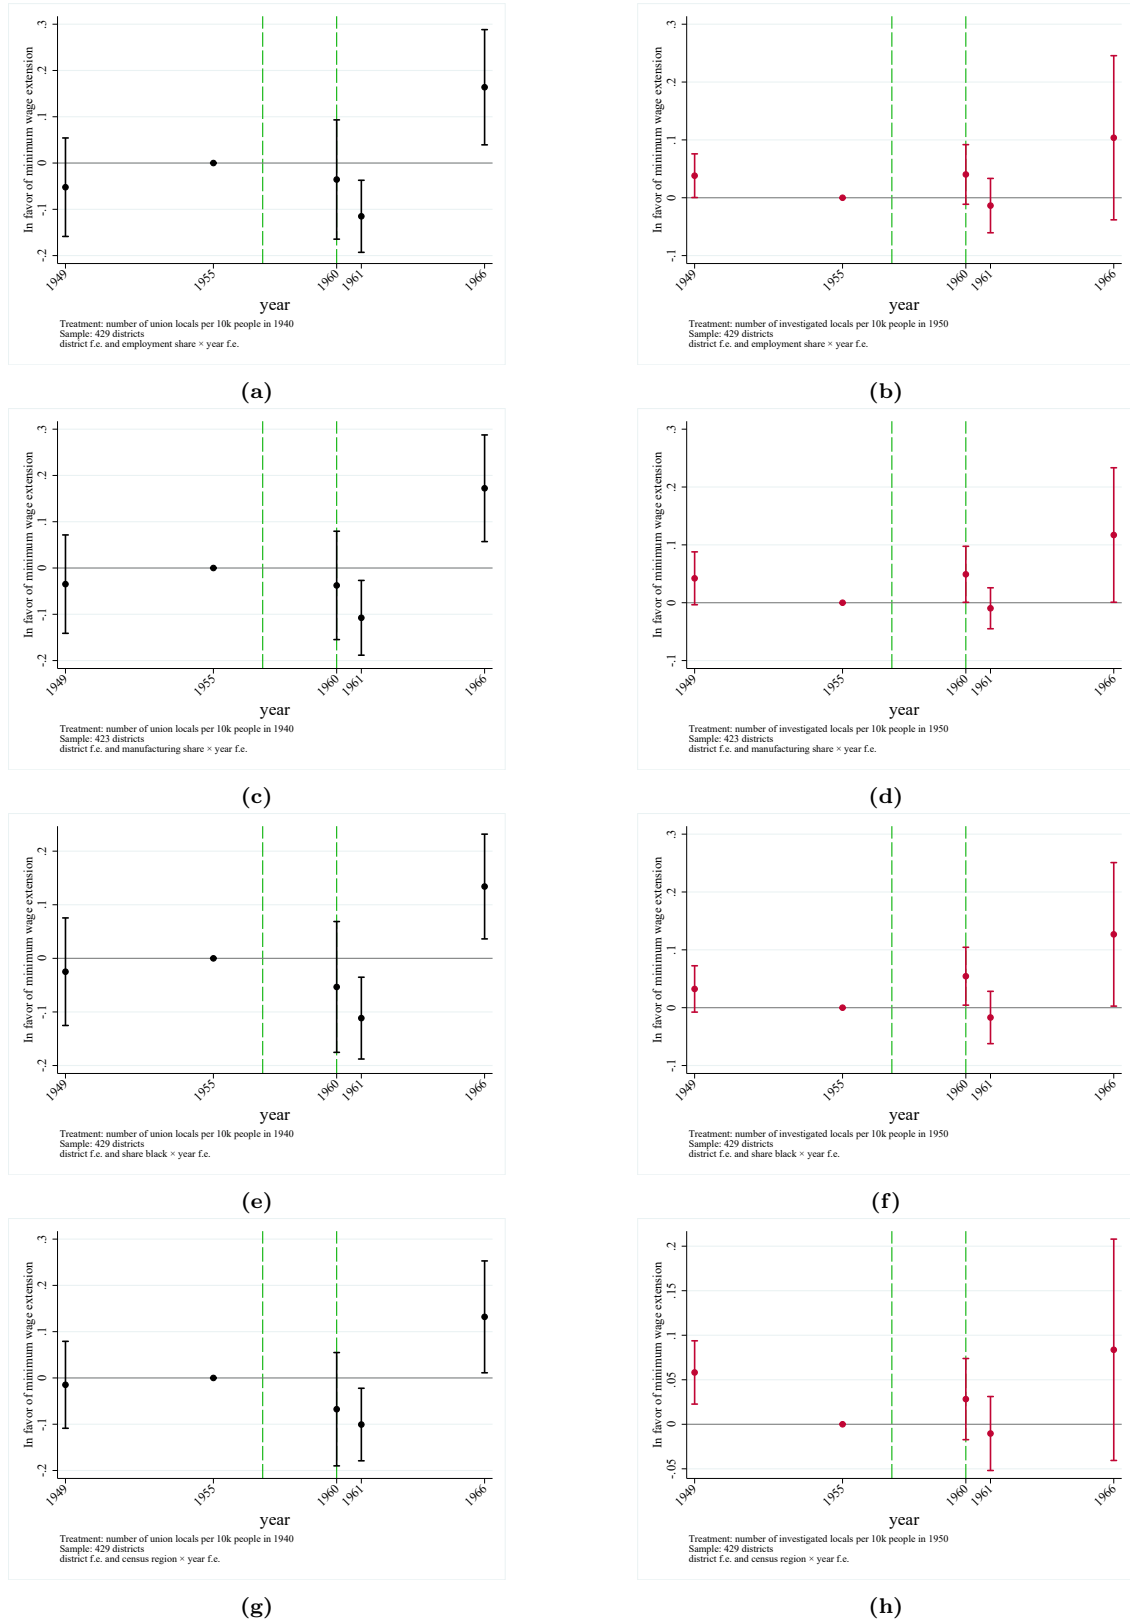 In favor of minimum wage extension
.3
.2
.1
0
-.1
-.2
1949
1955
1960
1961
1966
year
Treatment: number of union locals per 10k people in 1940
Sample: 429 districts
district f.e. and employment share × year f.e.
(a)
In favor of minimum wage extension
.3
.2
.1
0
-.1
1949
1955
1960
1961
1966
year
Treatment: number of investigated locals per 10k people in 1950
Sample: 429 districts
district f.e. and employment share × year f.e.
(b)
In favor of minimum wage extension
.3
.2
.1
0
-.1
-.2
1949
1955
1960
1961
1966
year
Treatment: number of union locals per 10k people in 1940
Sample: 423 districts
district f.e. and manufacturing share × year f.e.
(c)
In favor of minimum wage extension
.3
.2
.1
0
-.1
1949
1955
1960
1961
1966
year
Treatment: number of investigated locals per 10k people in 1950
Sample: 423 districts
district f.e. and manufacturing share × year f.e.
(d)
In favor of minimum wage extension
.2
.1
0
-.1
-.2
1949
1955
1960
1961
1966
year
Treatment: number of union locals per 10k people in 1940
Sample: 429 districts
district f.e. and share black × year f.e.
(e)
In favor of minimum wage extension
.3
.2
.1
0
-.1
1949
1955
1960
1961
1966
year
Treatment: number of investigated locals per 10k people in 1950
Sample: 429 districts
district f.e. and share black × year f.e.
(f)
In favor of minimum wage extension
.3
.2
.1
0
-.1
-.2
1949
1955
1960
1961
1966
year
Treatment: number of union locals per 10k people in 1940
Sample: 429 districts
district f.e. and census region × year f.e.
(g)
In favor of minimum wage extension
.2
.15
.1
.05
0
-.05
1949
1955
1960
1961
1966
year
Treatment: number of investigated locals per 10k people in 1950
Sample: 429 districts
district f.e. and census region × year f.e.
(h)